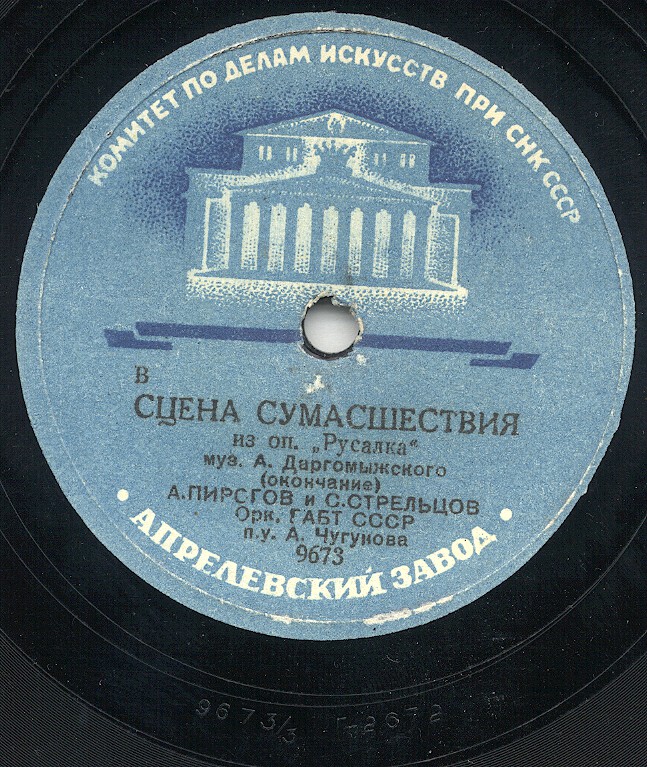 КОМИТЕТ ПО ДЕЛАМ ИСКУССТВ ПРИ СНК СССР
В
СЦЕНА СУМАСШЕСТВИЯ
из оп. „Русалка“
муз. А. Даргомыжского
(окончание)
А.ПИРОГОВ и С.СТРЕЛЬЦОВ
Орк. ГАБТ СССР
п.у. А. Чугунова
9673
• АПРЕЛЕВСКИЙ ЗАВОД •
9673/3 Г-2672